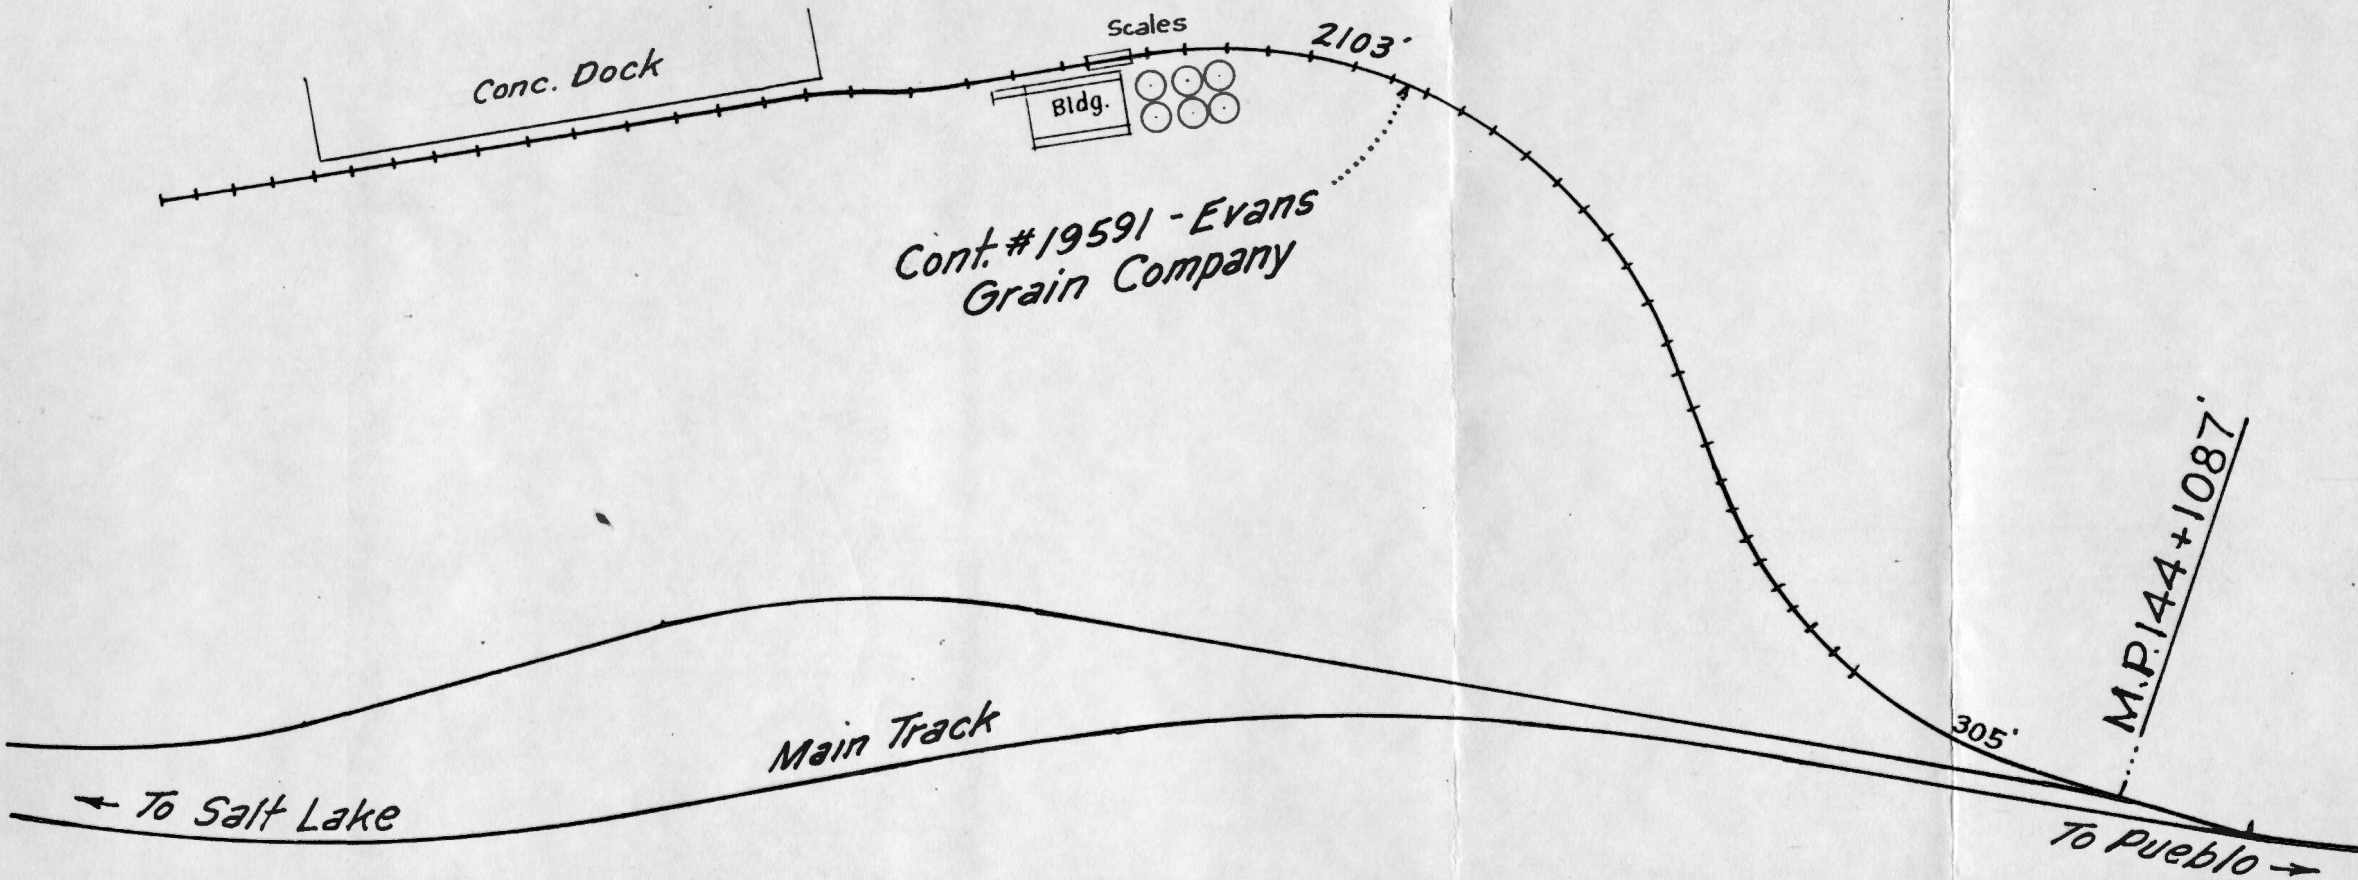 Scales
2103'
Conc. Dock
Bldg.
Cont. #19591 - Evans
Grain Company
M.P.144+1087'
305'
Main Track
← To Salt Lake
To Pueblo →